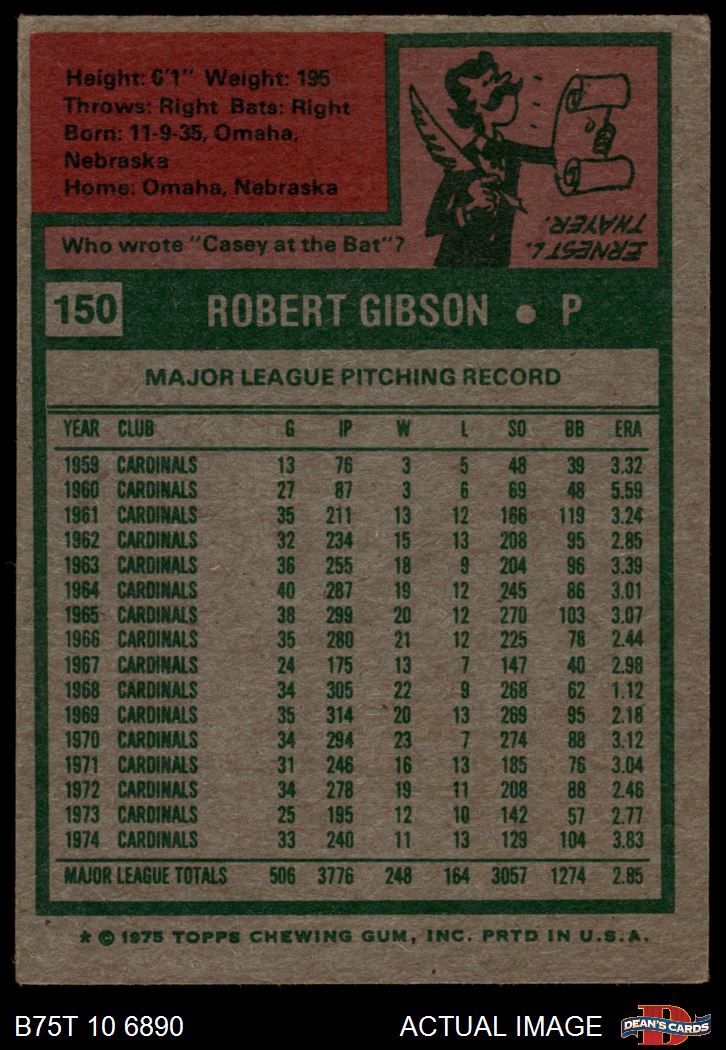 Height: 6'1" Weight: 195
Throws: Right Bats: Right
Born: 11-9-35, Omaha,
Nebraska
Home: Omaha, Nebraska
Who wrote "Casey at the Bat"?
ERNEST L.
THAYER.
150 ROBERT GIBSON • P
MAJOR LEAGUE PITCHING RECORD
YEAR CLUB G IP W L SO BB ERA
1959 CARDINALS 13 76 3 5 48 39 3.32
1960 CARDINALS 27 87 3 6 69 48 5.59
1961 CARDINALS 35 211 13 12 166 119 3.24
1962 CARDINALS 32 234 15 13 208 95 2.85
1963 CARDINALS 36 255 18 9 204 96 3.39
1964 CARDINALS 40 287 19 12 245 86 3.01
1965 CARDINALS 38 299 20 12 270 103 3.07
1966 CARDINALS 35 280 21 12 225 78 2.44
1967 CARDINALS 24 175 13 7 147 40 2.98
1968 CARDINALS 34 305 22 9 268 62 1.12
1969 CARDINALS 35 314 20 13 269 95 2.18
1970 CARDINALS 34 294 23 7 274 88 3.12
1971 CARDINALS 31 246 16 13 185 76 3.04
1972 CARDINALS 34 278 19 11 208 88 2.46
1973 CARDINALS 25 195 12 10 142 57 2.77
1974 CARDINALS 33 240 11 13 129 104 3.83
MAJOR LEAGUE TOTALS 506 3776 248 164 3057 1274 2.85
* © 1975 TOPPS CHEWING GUM, INC. PRTD IN U.S.A.
B75T 10 6890 ACTUAL IMAGE
D
DEAN'S CARDS